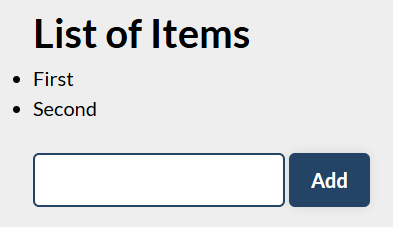 List of Items
First
Second
Add